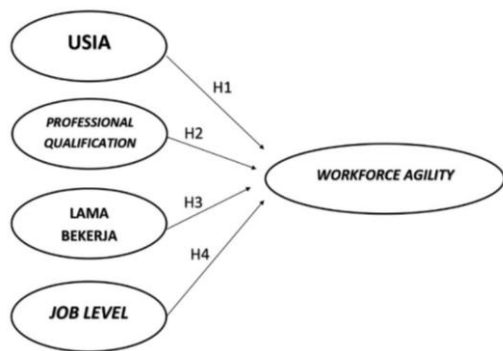 USIA
H1
PROFESSIONAL
QUALIFICATION
H2
WORKFORCE AGILITY
LAMA
BEKERJA
H3
H4
JOB LEVEL